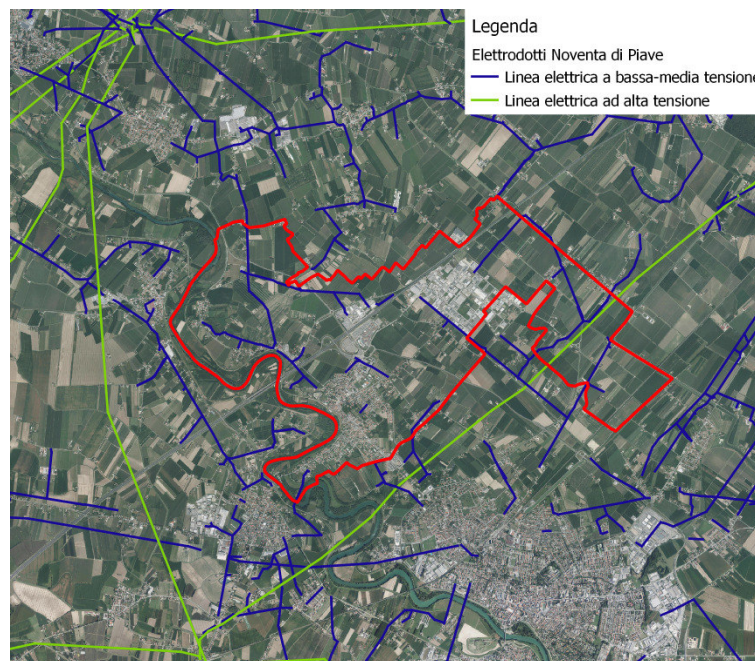 Legenda
Elettrodotti Noventa di Piave
Linea elettrica a bassa-media tensione
Linea elettrica ad alta tensione